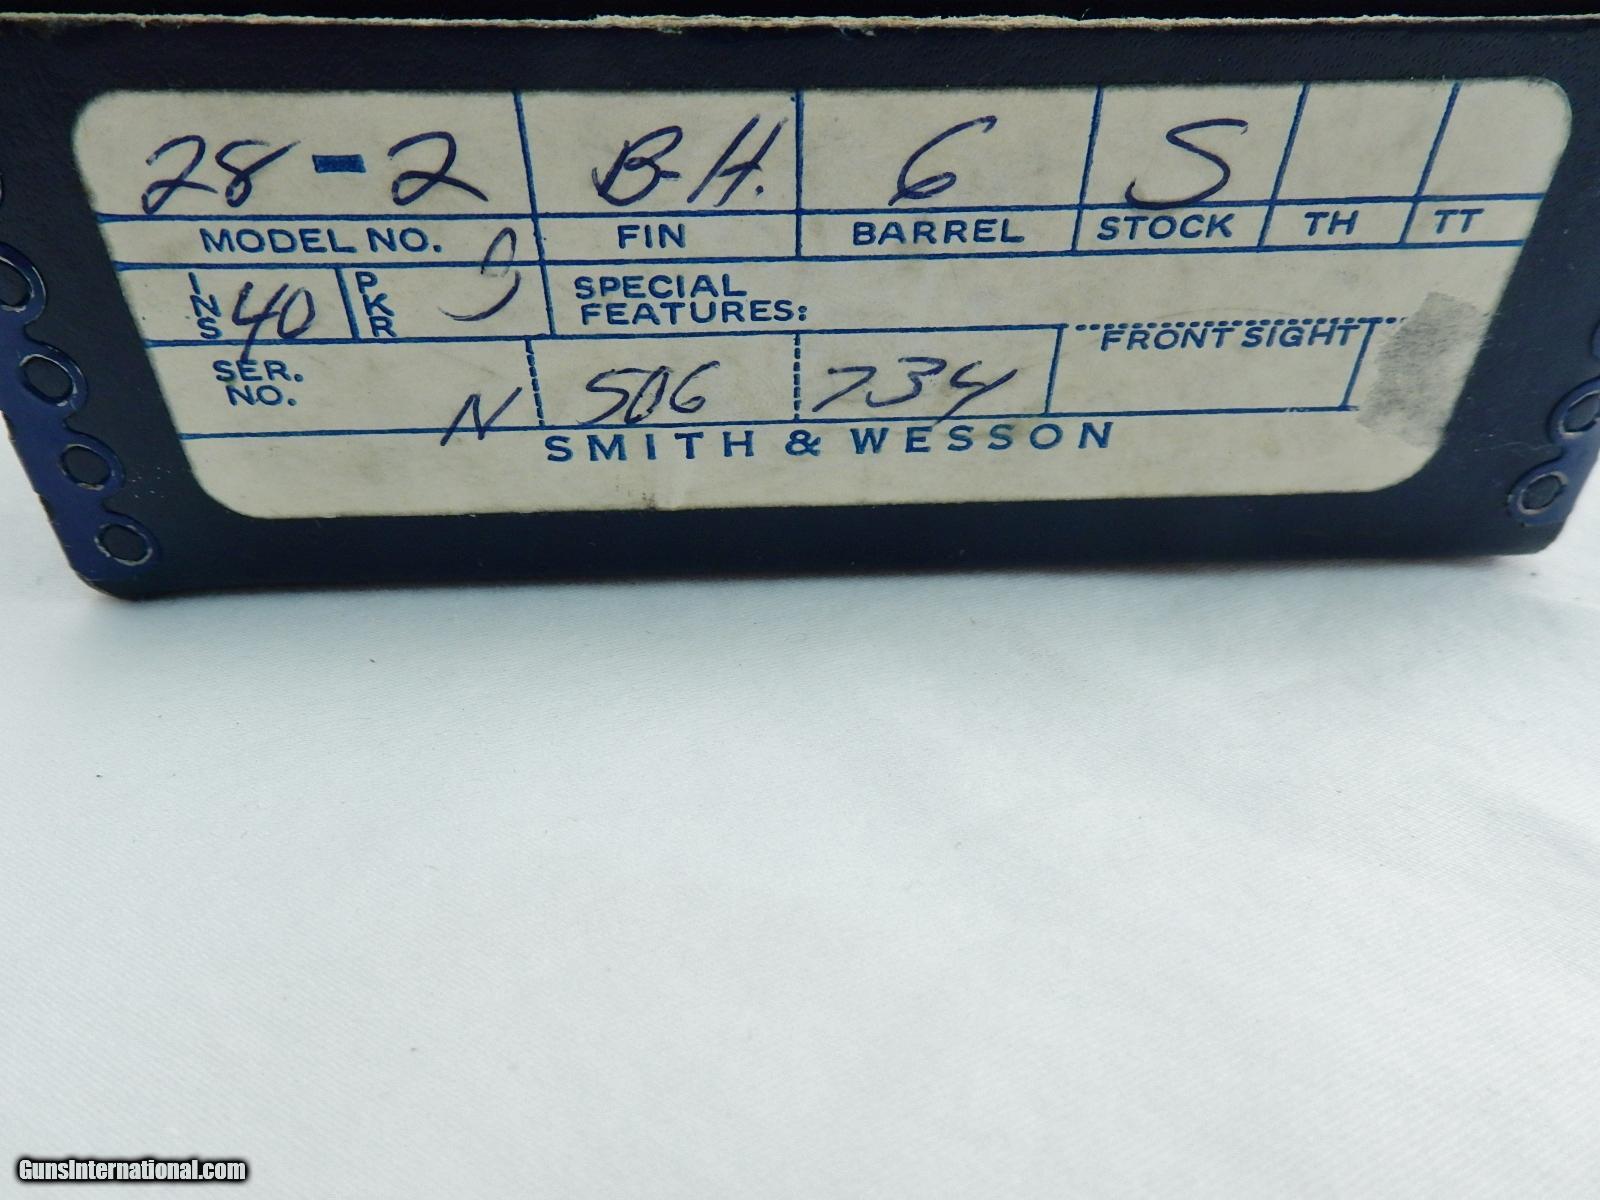 28-2 B-H. 6 S
MODEL NO. FIN BARREL STOCK TH TT
INS 40 PKR SPECIAL
FEATURES:
SER.
NO. N 506 734 FRONT SIGHT
SMITH & WESSON
GunsInternational.com